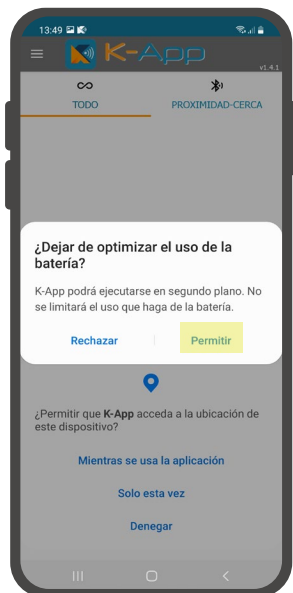 13:49
K-App
v1.4.1
TODO
PROXIMIDAD-CERCA
¿Dejar de optimizar el uso de la
batería?
K-App podrá ejecutarse en segundo plano. No
se limitará el uso que haga de la batería.
Rechazar
Permitir
¿Permitir que K-App acceda a la ubicación de
este dispositivo?
Mientras se usa la aplicación
Solo esta vez
Denegar